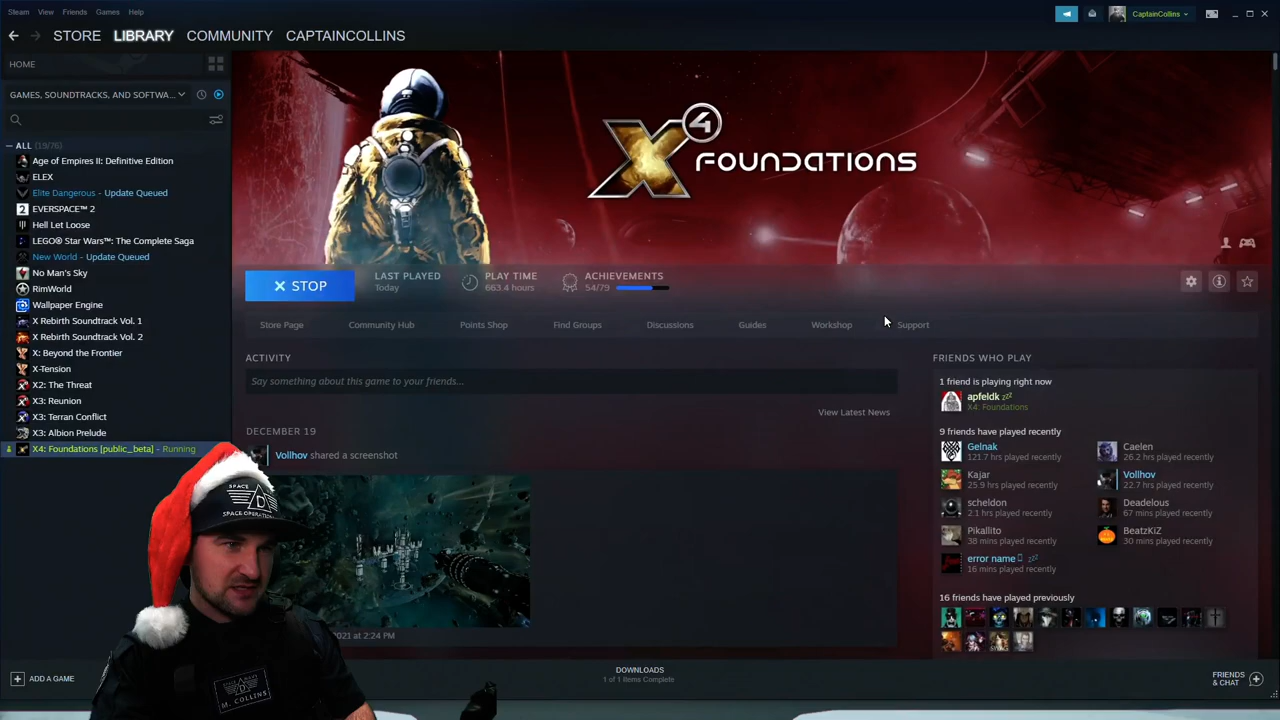 Steam View Friends Games Help
CaptainCollins
STORE LIBRARY COMMUNITY CAPTAINCOLLINS
HOME
GAMES, SOUNDTRACKS, AND SOFTWA...
ALL (19/76)
Age of Empires II: Definitive Edition
ELEX
Elite Dangerous - Update Queued
EVERSPACE™ 2
Hell Let Loose
LEGO® Star Wars™: The Complete Saga
New World - Update Queued
No Man's Sky
RimWorld
Wallpaper Engine
X Rebirth Soundtrack Vol. 1
X Rebirth Soundtrack Vol. 2
X: Beyond the Frontier
X-Tension
X2: The Threat
X3: Reunion
X3: Terran Conflict
X3: Albion Prelude
X4: Foundations [public_beta] - Running
X4 FOUNDATIONS
STOP
LAST PLAYED
Today
PLAY TIME
663.4 hours
ACHIEVEMENTS
54/79
Store Page Community Hub Points Shop Find Groups Discussions Guides Workshop Support
ACTIVITY
Say something about this game to your friends...
View Latest News
DECEMBER 19
Vollhov shared a screenshot
2021 at 2:24 PM
FRIENDS WHO PLAY
1 friend is playing right now
apfeldk zzz
X4: Foundations
9 friends have played recently
Gelnak
121.7 hrs played recently
Caelen
26.2 hrs played recently
Kajar
25.9 hrs played recently
Vollhov
22.7 hrs played recently
scheldon
2.1 hrs played recently
Deadelous
67 mins played recently
Pikallito
38 mins played recently
BeatzKiZ
30 mins played recently
error name zzz
16 mins played recently
16 friends have played previously
SPACE
D
SPACE OPERATION
D
M. COLLINS
ADD A GAME
DOWNLOADS
1 of 1 Items Complete
FRIENDS
& CHAT